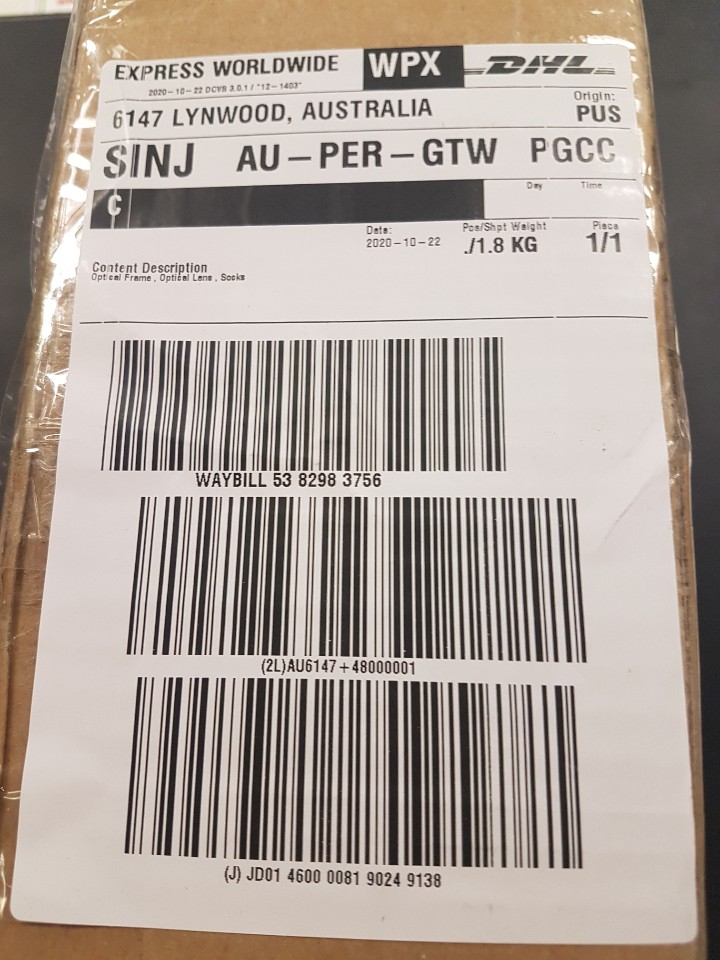 EXPRESS WORLDWIDE WPX DHL
2020-10-22 DCVR 3.0.1 / *12-1403*
6147 LYNWOOD, AUSTRALIA
Origin:
PUS
SINJ AU-PER-GTW PGCC
C
Day Time
Date: Pce/Shpt Weight Piece
2020-10-22 ./1.8 KG 1/1
Content Description
Optical Frame , Optical Lens , Socks
WAYBILL 53 8298 3756
(2L)AU6147+48000001
(J) JD01 4600 0081 9024 9138